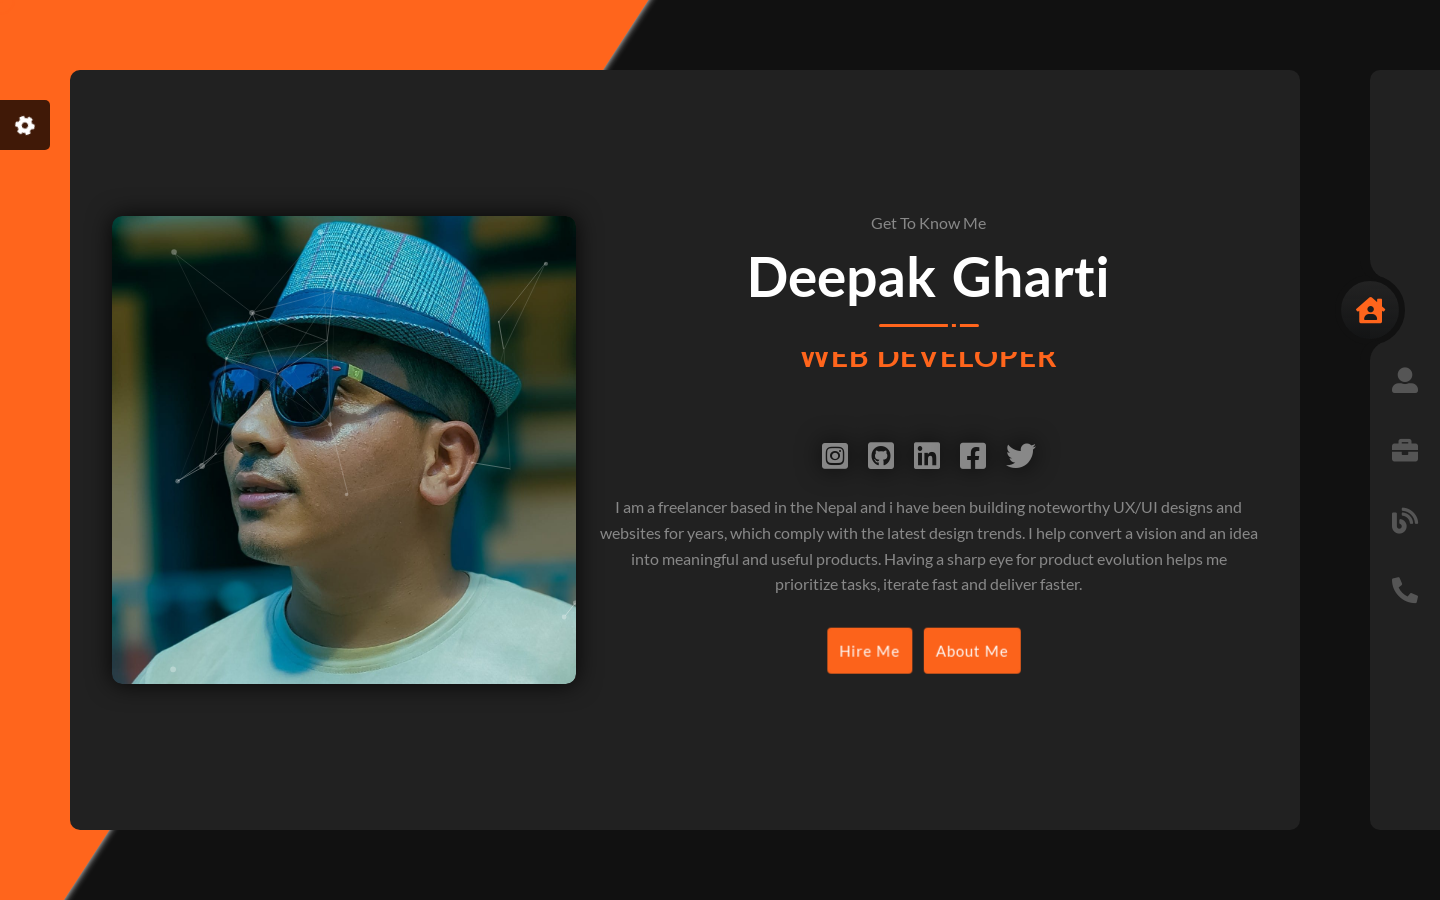 Get To Know Me
Deepak Gharti
WEB DEVELOPER
I am a freelancer based in the Nepal and i have been building noteworthy UX/UI designs and
websites for years, which comply with the latest design trends. I help convert a vision and an idea
into meaningful and useful products. Having a sharp eye for product evolution helps me
prioritize tasks, iterate fast and deliver faster.
Hire Me About Me